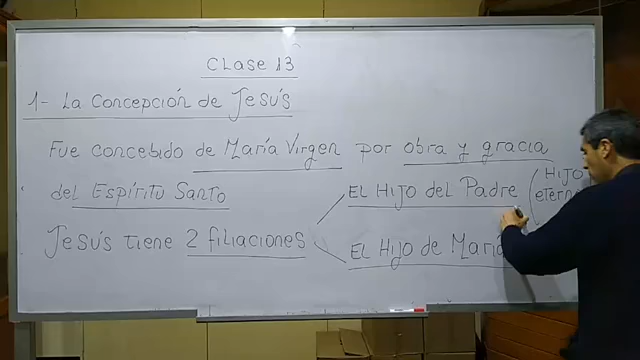 Clase 13
1- La Concepción de Jesús
Fue concebido de María Virgen por obra y gracia
del Espíritu Santo
El Hijo del Padre (Hijo
Jesús tiene 2 filiaciones
El Hijo de